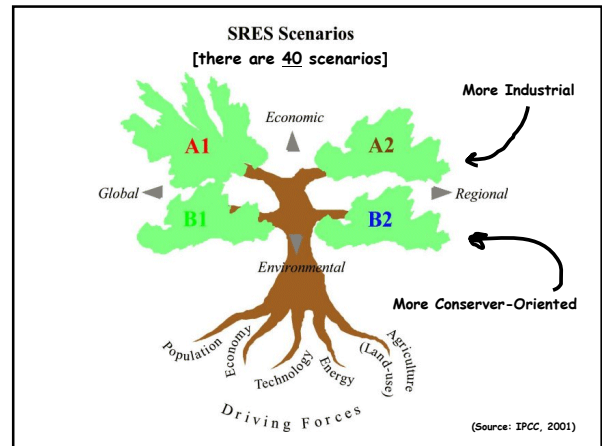 SRES Scenarios
[there are 40 scenarios]
More Industrial
Economic
A1
A2
Global
Regional
B1
B2
Environmental
More Conserver-Oriented
Population
Economy
Technology
Energy
(Land-use)
Agriculture
Driving Forces
(Source: IPCC, 2001)